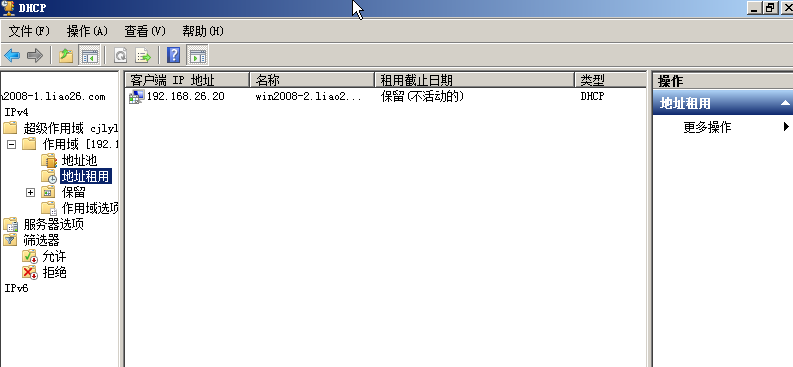 DHCP
文件(F) 操作(A) 查看(V) 帮助(H)
客户端 IP 地址 名称 租用截止日期 类型
192.168.26.20 win2008-2.liao2... 保留(不活动的) DHCP
2008-1.liao26.com
IPv4
超级作用域 cjlyl
作用域 [192.1
地址池
地址租用
保留
作用域选项
服务器选项
筛选器
允许
拒绝
IPv6
操作
地址租用
更多操作